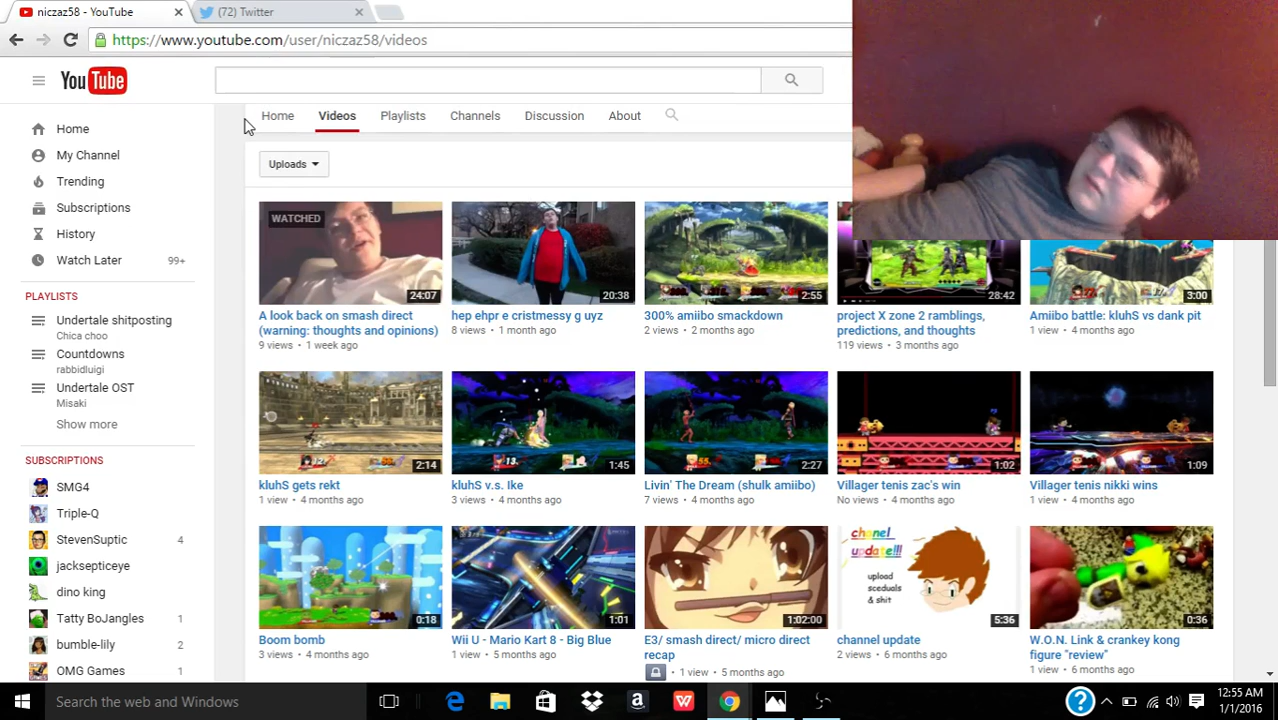 niczaz58 - YouTube
(72) Twitter
https://www.youtube.com/user/niczaz58/videos
YouTube
Home
Videos
Playlists
Channels
Discussion
About
Home
My Channel
Trending
Subscriptions
History
Watch Later 99+
PLAYLISTS
Undertale shitposting
Chica choo
Countdowns
rabbidluigi
Undertale OST
Misaki
Show more
SUBSCRIPTIONS
SMG4
Triple-Q
StevenSuptic 4
jacksepticeye
dino king
Tatty BoJangles 1
bumble-lily 2
OMG Games 1
Uploads
WATCHED
24:07
A look back on smash direct
(warning: thoughts and opinions)
9 views • 1 week ago
20:38
hep ehpr e cristmessy g uyz
8 views • 1 month ago
2:55
300% amiibo smackdown
2 views • 2 months ago
28:42
project X zone 2 ramblings,
predictions, and thoughts
119 views • 3 months ago
3:00
Amiibo battle: kluhS vs dank pit
1 view • 4 months ago
2:14
kluhS gets rekt
1 view • 4 months ago
1:45
kluhS v.s. Ike
3 views • 4 months ago
2:27
Livin' The Dream (shulk amiibo)
7 views • 4 months ago
1:02
Villager tenis zac's win
No views • 4 months ago
1:09
Villager tenis nikki wins
1 view • 4 months ago
0:18
Boom bomb
3 views • 4 months ago
1:01
Wii U - Mario Kart 8 - Big Blue
1 view • 5 months ago
1:02:00
E3/ smash direct/ micro direct
recap
1 view • 5 months ago
chanel
update!!!
upload
sceduals
& shit
5:36
channel update
2 views • 6 months ago
0:36
W.O.N. Link & crankey kong
figure "review"
1 view • 6 months ago
Search the web and Windows
12:55 AM
1/1/2016